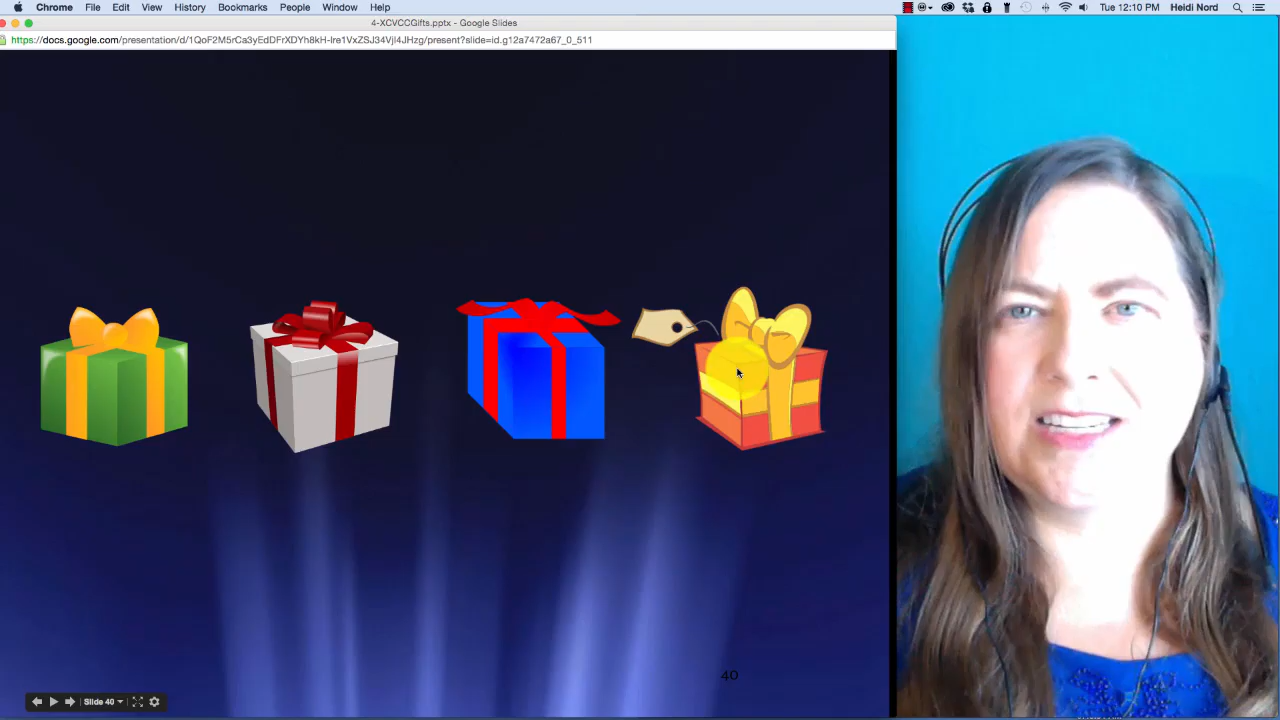 Chrome File Edit View History Bookmarks People Window Help Tue 12:10 PM Heidi Nord
4-XCVCCGifts.pptx - Google Slides
https://docs.google.com/presentation/d/1QoF2M5rCa3yEdDFrXDYh8kH-Ire1VxZSJ34Vjl4JHzg/present?slide=id.g12a7472a67_0_511
40
Slide 40